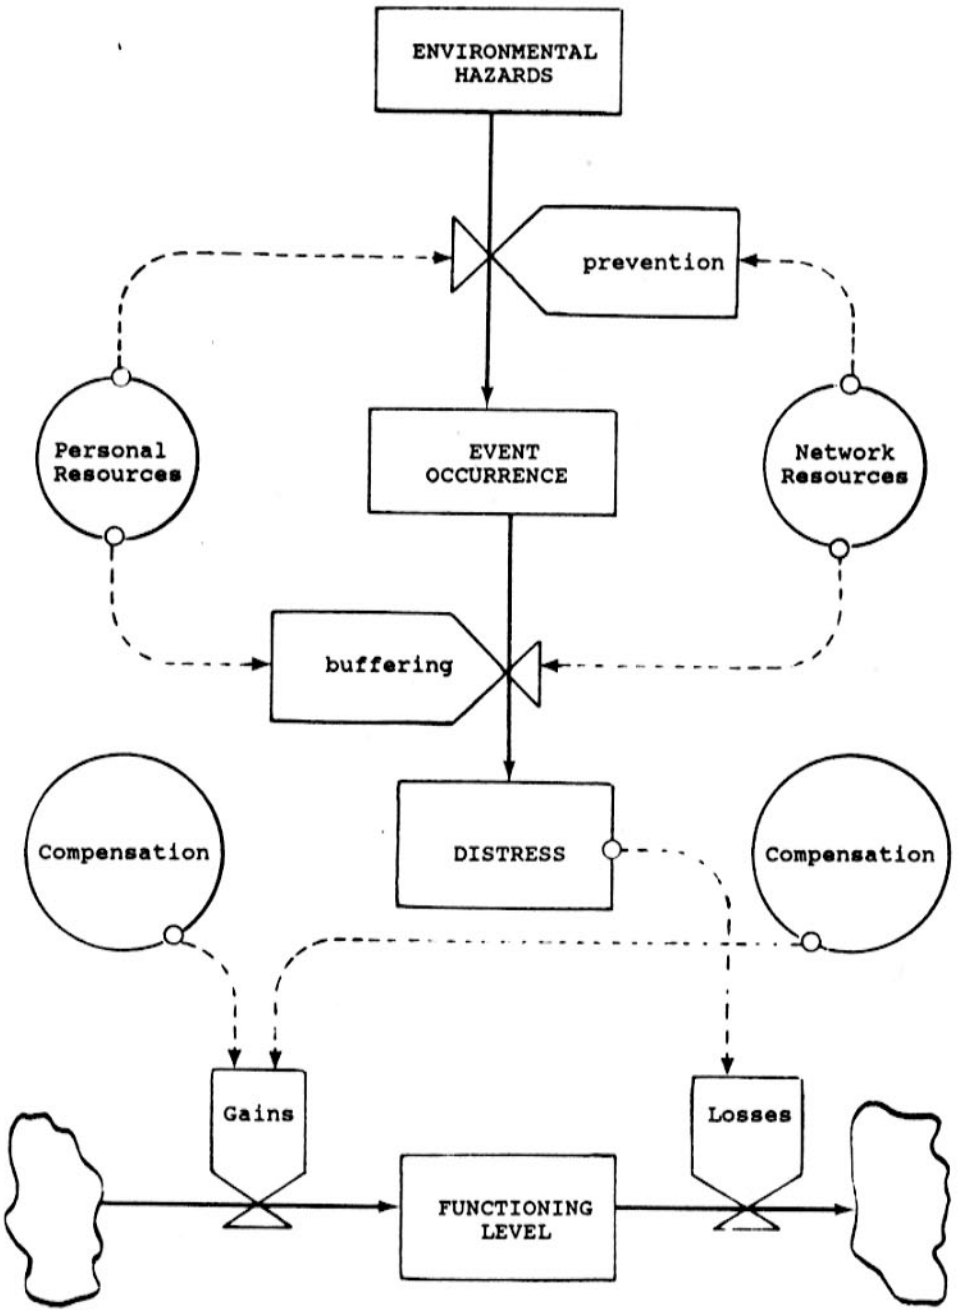 ENVIRONMENTAL
HAZARDS
prevention
Personal
Resources
EVENT
OCCURRENCE
Network
Resources
buffering
Compensation
DISTRESS
Compensation
Gains
Losses
FUNCTIONING
LEVEL